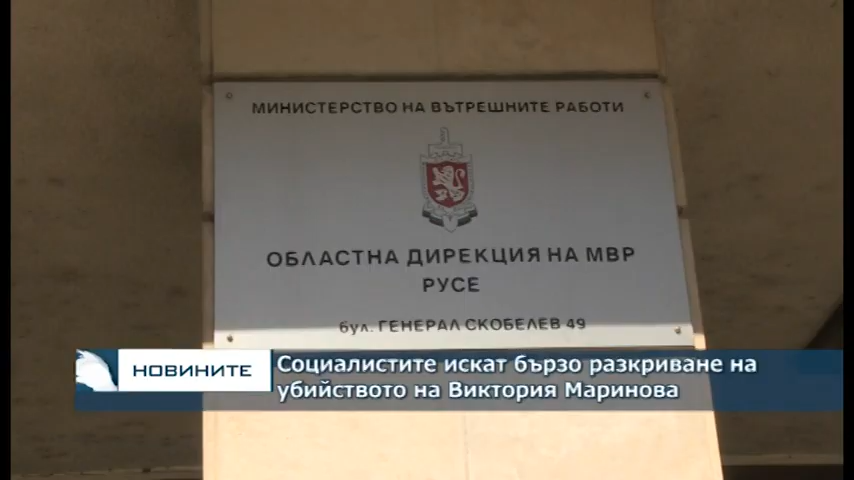 МИНИСТЕРСТВО НА ВЪТРЕШНИТЕ РАБОТИ
ОБЛАСТНА ДИРЕКЦИЯ НА МВР
РУСЕ
бул. ГЕНЕРАЛ СКОБЕЛЕВ 49
НОВИНИТЕ
Социалистите искат бързо разкриване на
убийството на Виктория Маринова